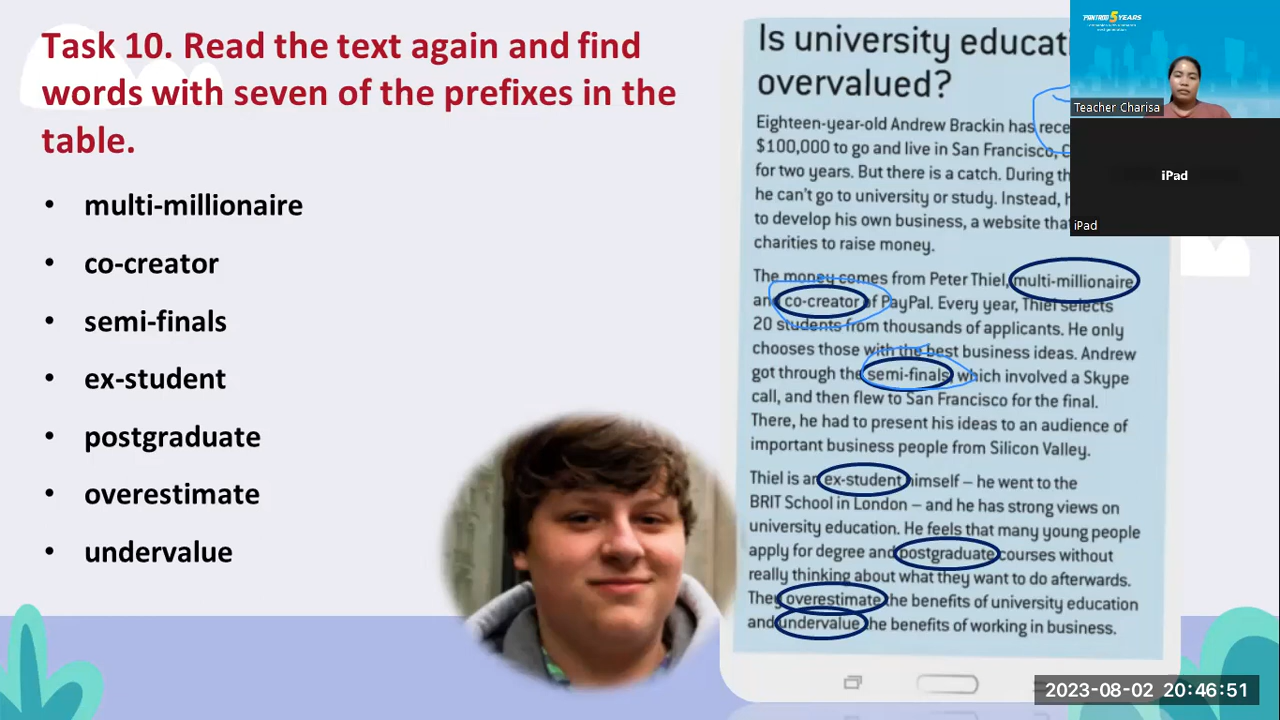 Task 10. Read the text again and find
words with seven of the prefixes in the
table.
• multi-millionaire
• co-creator
• semi-finals
• ex-student
• postgraduate
• overestimate
• undervalue
Is university educati
overvalued?
Eighteen-year-old Andrew Brackin has rece
$100,000 to go and live in San Francisco, C
for two years. But there is a catch. During th
he can't go to university or study. Instead, h
to develop his own business, a website that
charities to raise money.
The money comes from Peter Thiel, multi-millionaire
and co-creator of PayPal. Every year, Thiel selects
20 students from thousands of applicants. He only
chooses those with the best business ideas. Andrew
got through the semi-finals, which involved a Skype
call, and then flew to San Francisco for the final.
There, he had to present his ideas to an audience of
important business people from Silicon Valley.
Thiel is an ex-student himself – he went to the
BRIT School in London – and he has strong views on
university education. He feels that many young people
apply for degree and postgraduate courses without
really thinking about what they want to do afterwards.
They overestimate the benefits of university education
and undervalue the benefits of working in business.
5 YEARS
Teacher Charisa
iPad
iPad
2023-08-02 20:46:51